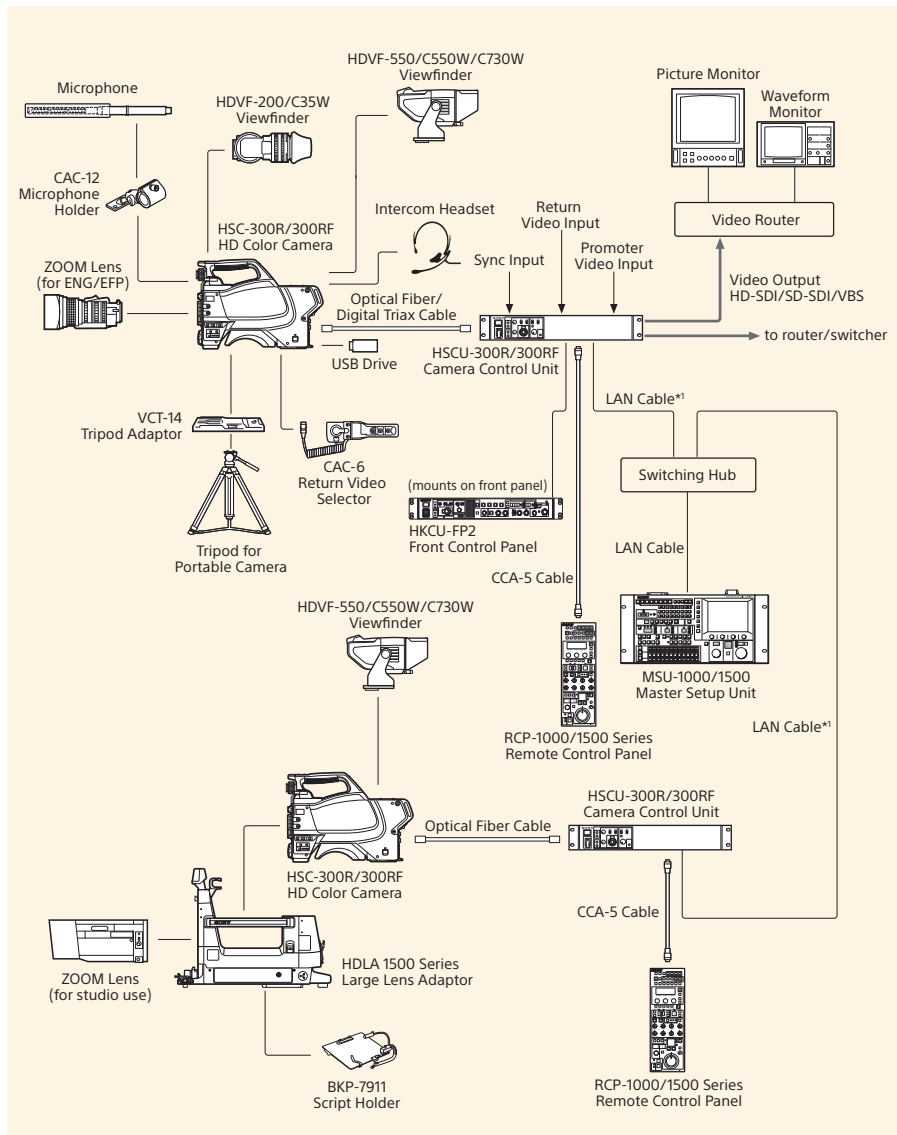 HDVF-550/C550W/C730W
Viewfinder
Microphone
HDVF-200/C35W
Viewfinder
Picture Monitor
Waveform
Monitor
CAC-12
Microphone
Holder
HSC-300R/300RF
HD Color Camera
Intercom Headset
Return
Video Input
Sync Input
Promoter
Video Input
Video Router
ZOOM Lens
(for ENG/EFP)
Optical Fiber/
Digital Triax Cable
Video Output
HD-SDI/SD-SDI/VBS
to router/switcher
USB Drive
HSCU-300R/300RF
Camera Control Unit
LAN Cable*1
VCT-14
Tripod Adaptor
CAC-6
Return Video
Selector
Switching Hub
(mounts on front panel)
HKCU-FP2
Front Control Panel
LAN Cable
Tripod for
Portable Camera
CCA-5 Cable
HDVF-550/C550W/C730W
Viewfinder
MSU-1000/1500
Master Setup Unit
LAN Cable*1
RCP-1000/1500 Series
Remote Control Panel
HSCU-300R/300RF
Camera Control Unit
Optical Fiber Cable
HSC-300R/300RF
HD Color Camera
CCA-5 Cable
SONY
ZOOM Lens
(for studio use)
HDLA 1500 Series
Large Lens Adaptor
BKP-7911
Script Holder
RCP-1000/1500 Series
Remote Control Panel